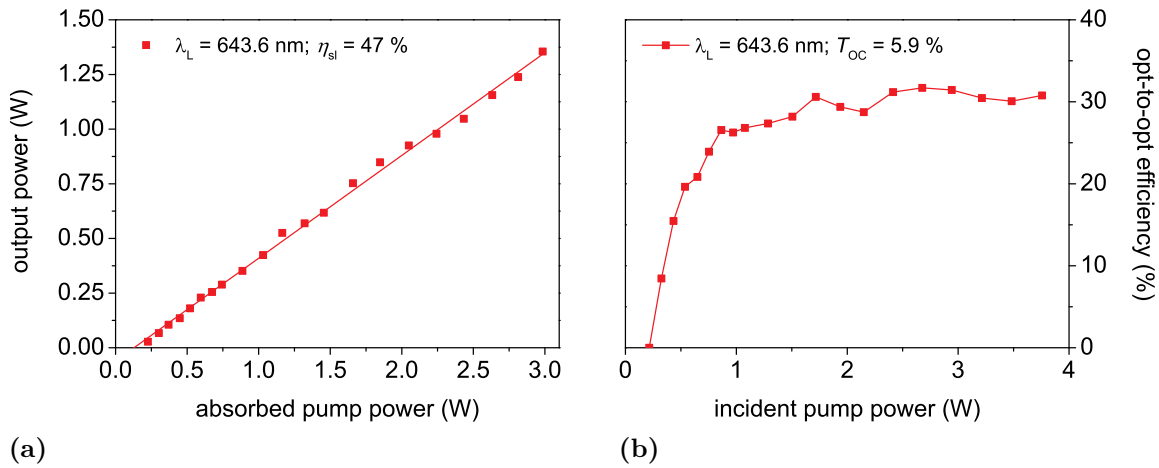 λL = 643.6 nm; ηsl = 47 %
output power (W)
1.50
1.25
1.00
0.75
0.50
0.25
0.00
0.0 0.5 1.0 1.5 2.0 2.5 3.0
absorbed pump power (W)
(a)
λL = 643.6 nm; TOC = 5.9 %
40
30
20
10
0
opt-to-opt efficiency (%)
0 1 2 3 4
incident pump power (W)
(b)